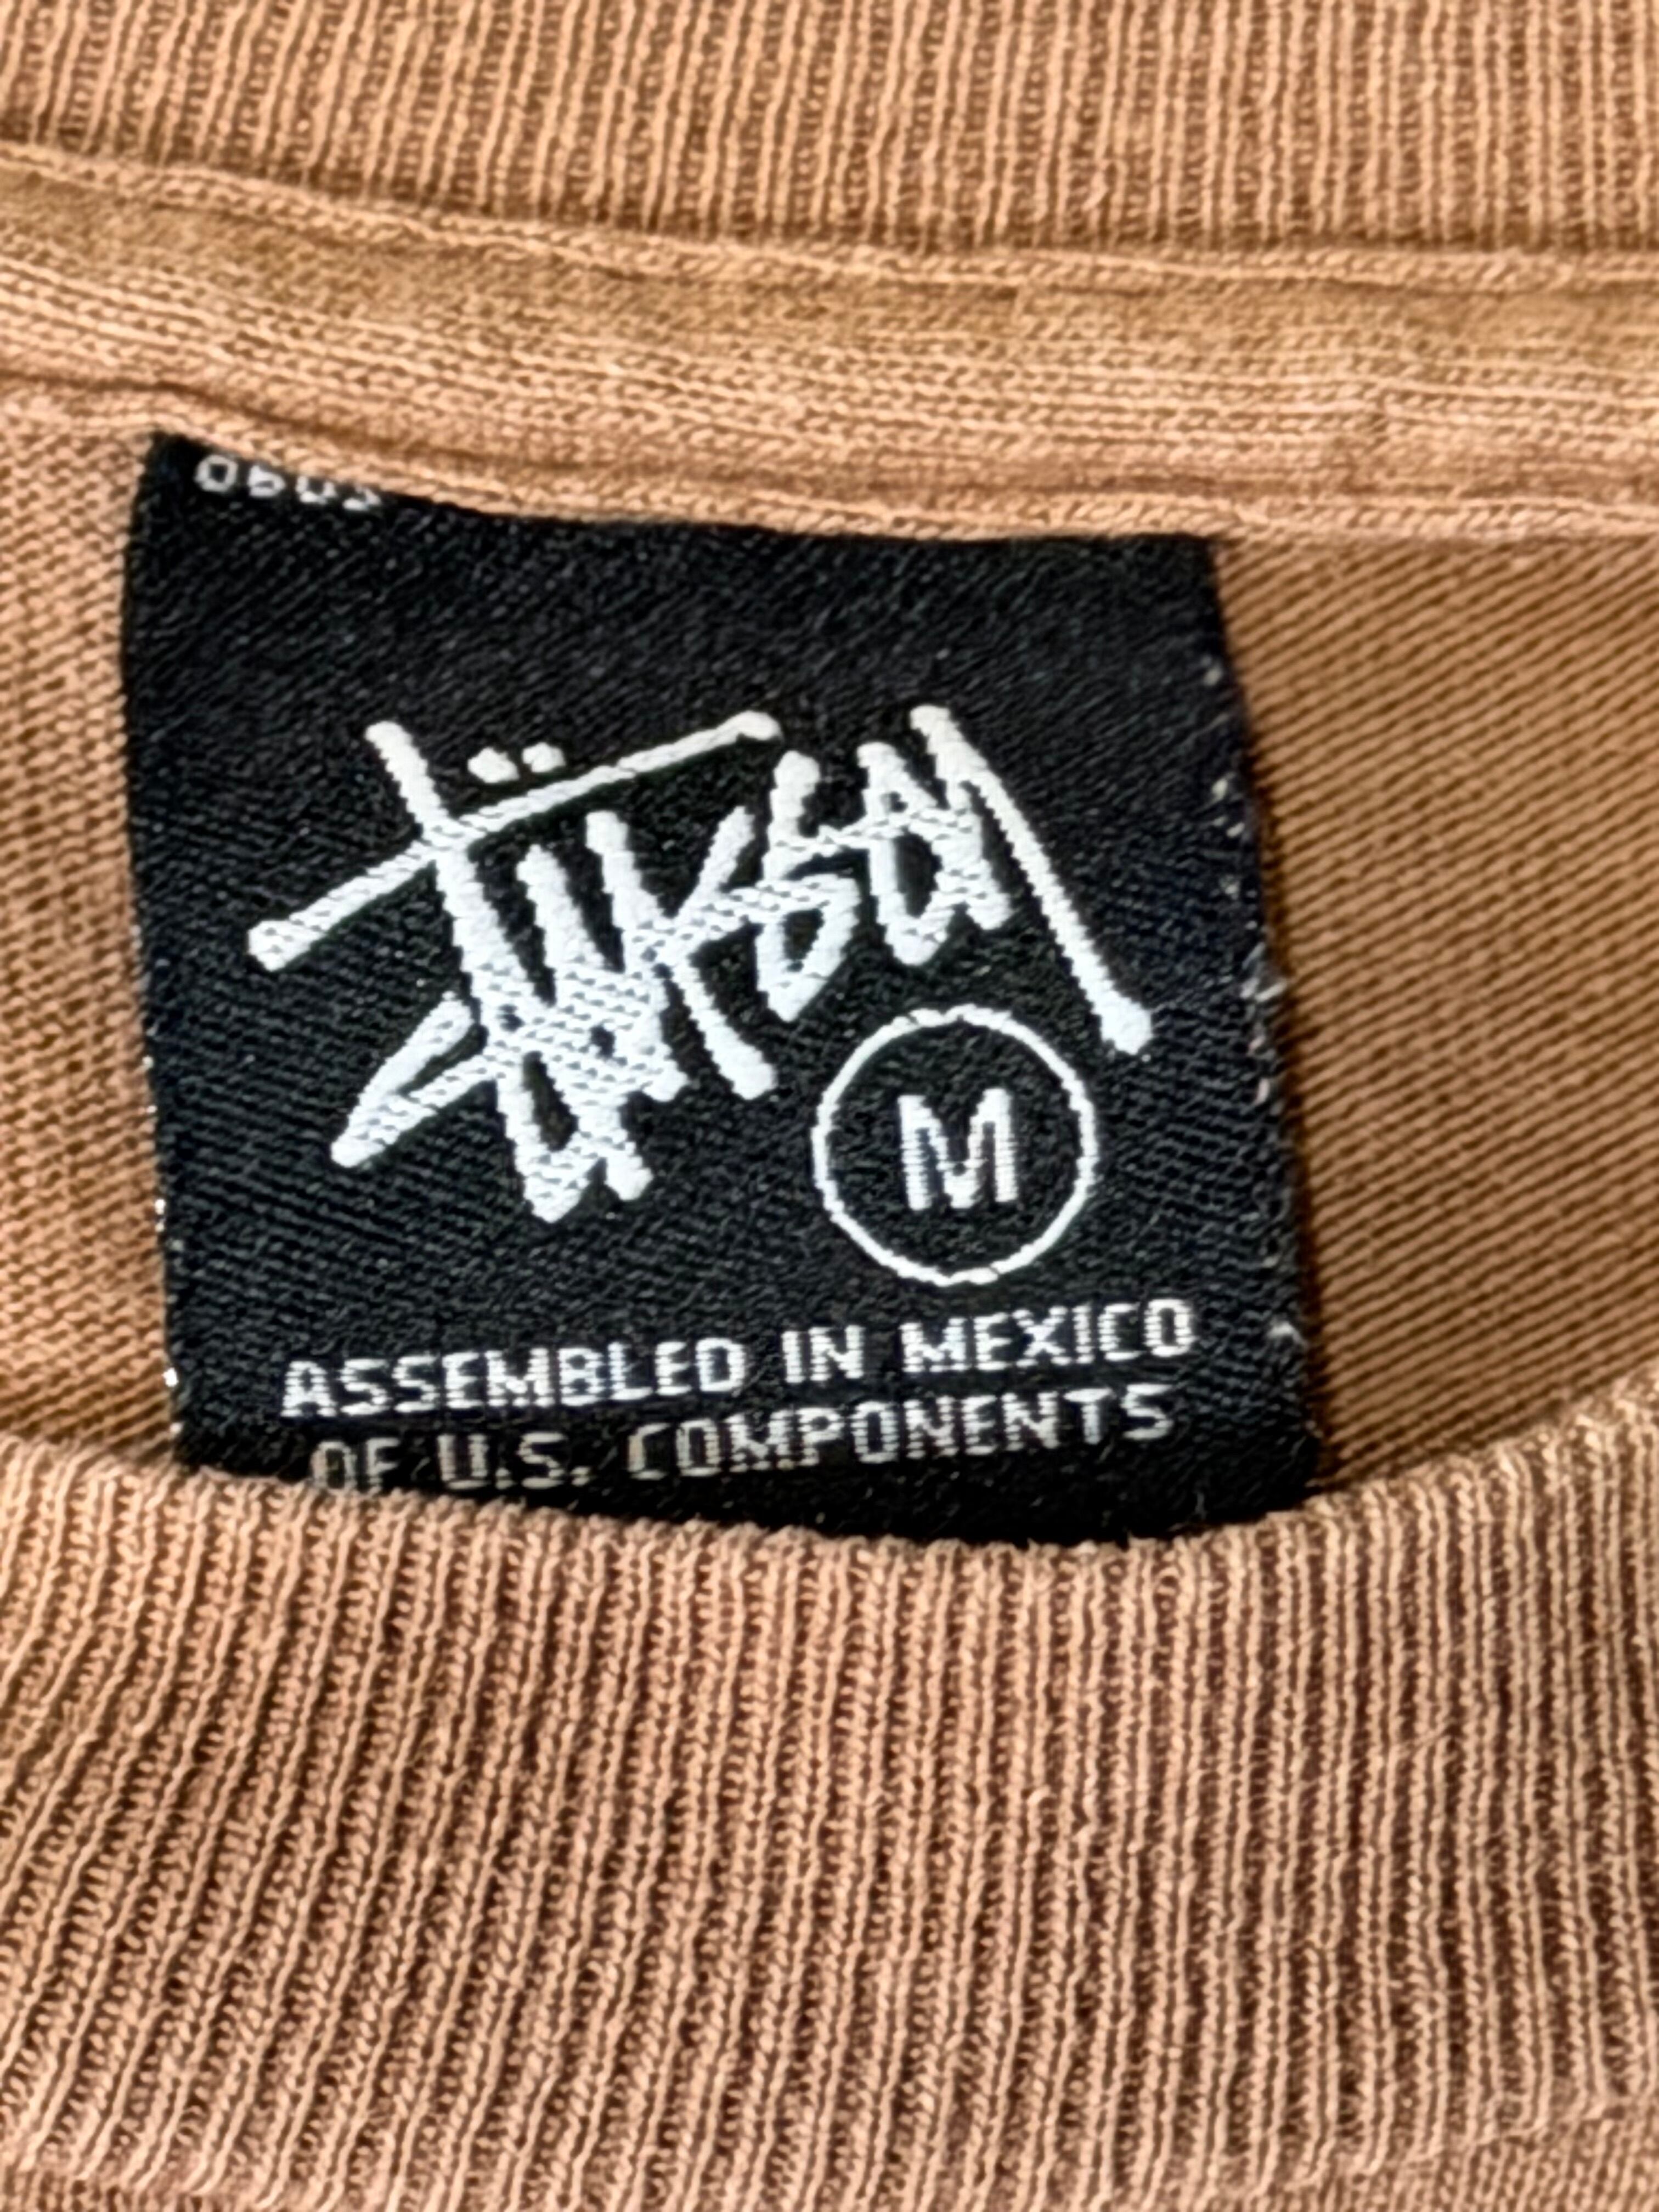 Stüssy
M
ASSEMBLED IN MEXICO
OF U.S. COMPONENTS